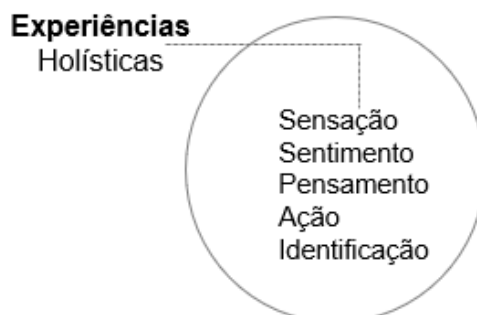 Experiências
Holísticas
Sensação
Sentimento
Pensamento
Ação
Identificação